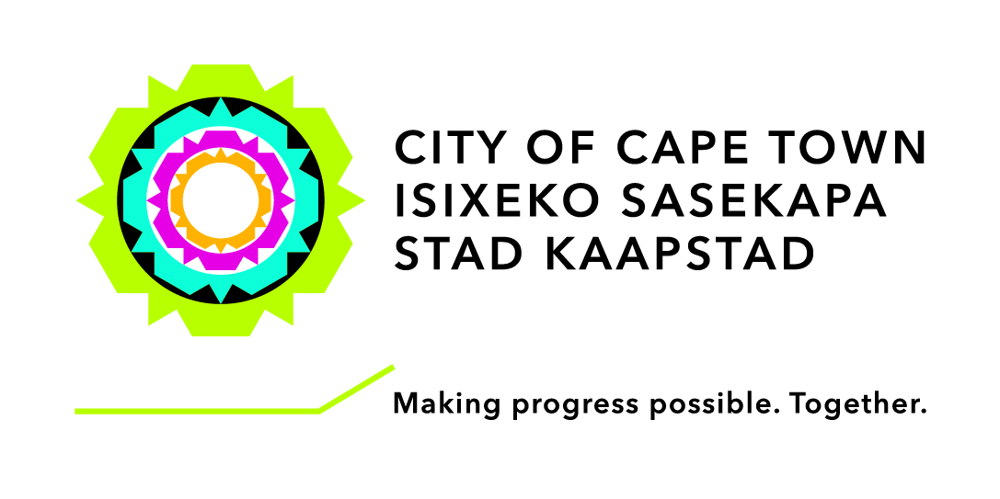 CITY OF CAPE TOWN
ISIXEKO SASEKAPA
STAD KAAPSTAD
Making progress possible. Together.